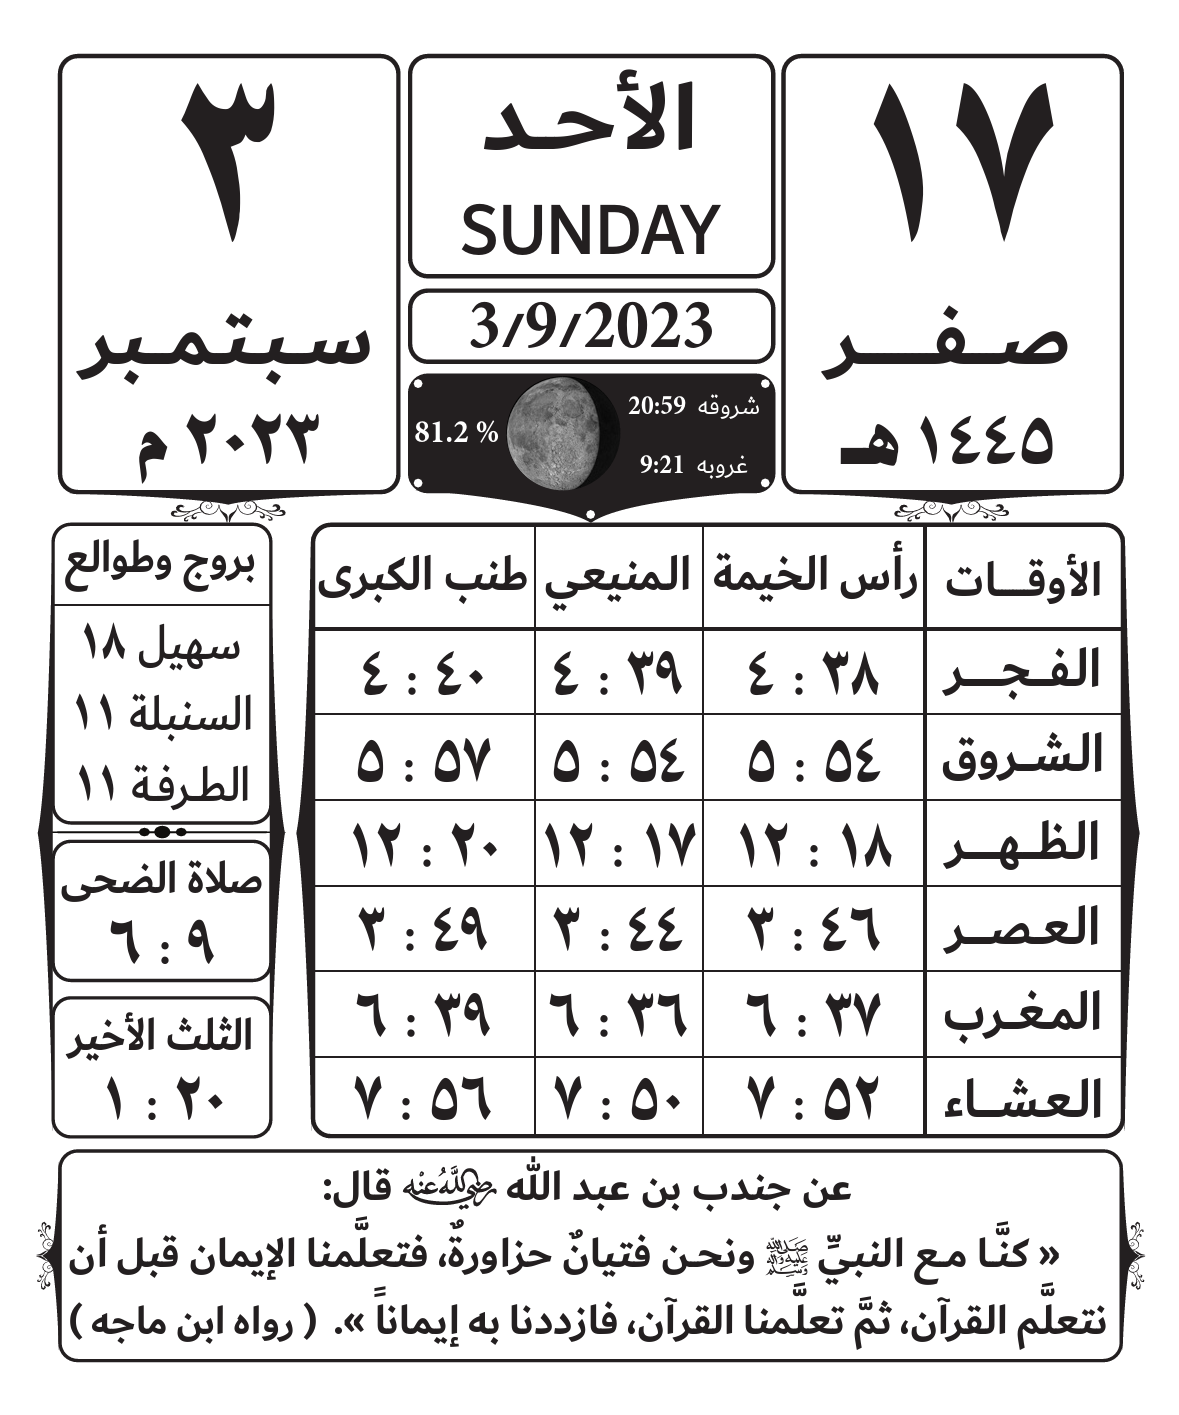 ١٧
صفر
١٤٤٥ هـ
الأحد
SUNDAY
3/9/2023
شروقه 20:59
غروبه 9:21
81.2 %
٣
سبتمبر
٢٠٢٣ م
الأوقات رأس الخيمة المنيعي طنب الكبرى
الفجر ٤ : ٣٨ ٤ : ٣٩ ٤ : ٤٠
الشروق ٥ : ٥٤ ٥ : ٥٤ ٥ : ٥٧
الظهر ١٢ : ١٨ ١٢ : ١٧ ١٢ : ٢٠
العصر ٣ : ٤٦ ٣ : ٤٤ ٣ : ٤٩
المغرب ٦ : ٣٧ ٦ : ٣٦ ٦ : ٣٩
العشاء ٧ : ٥٢ ٧ : ٥٠ ٧ : ٥٦
بروج وطوالع
سهيل ١٨
السنبلة ١١
الطرفة ١١
صلاة الضحى
٦ : ٩
الثلث الأخير
١ : ٢٠
عن جندب بن عبد الله رضي الله عنه قال:
« كنَّا مع النبيِّ ﷺ ونحن فتيانٌ حزاورةٌ، فتعلَّمنا الإيمان قبل أن
نتعلَّم القرآن، ثمَّ تعلَّمنا القرآن، فازددنا به إيماناً ». ( رواه ابن ماجه )